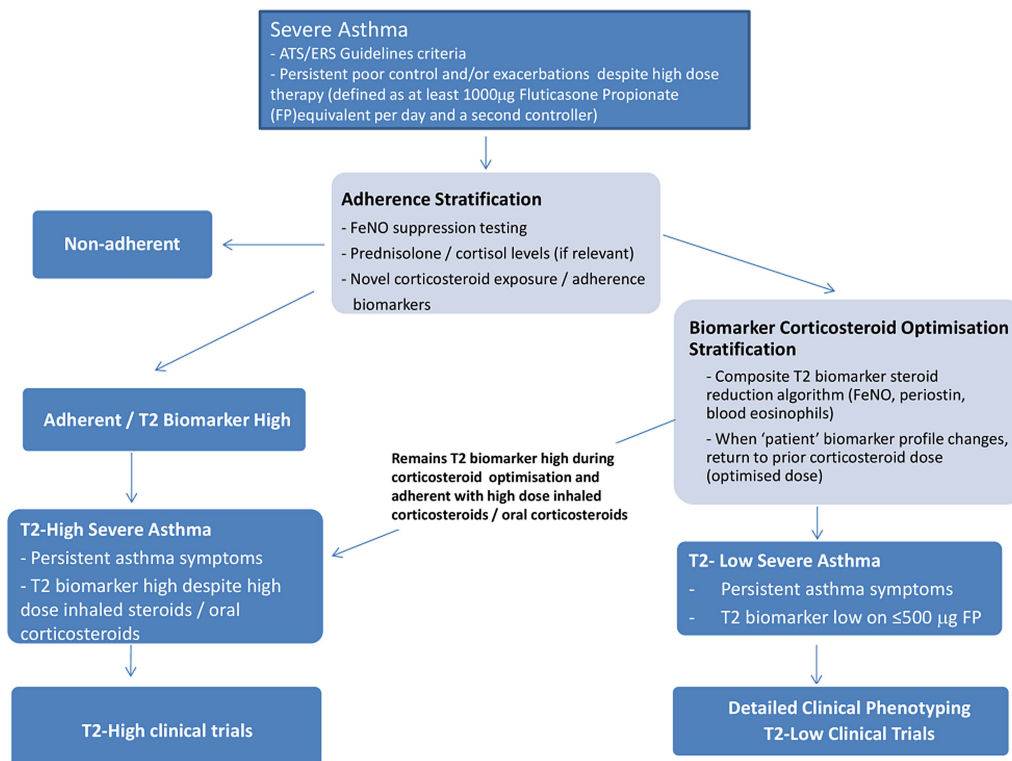 Severe Asthma
- ATS/ERS Guidelines criteria
- Persistent poor control and/or exacerbations despite high dose
therapy (defined as at least 1000µg Fluticasone Propionate
(FP)equivalent per day and a second controller)
Adherence Stratification
- FeNO suppression testing
- Prednisolone / cortisol levels (if relevant)
- Novel corticosteroid exposure / adherence
biomarkers
Non-adherent
Biomarker Corticosteroid Optimisation
Stratification
- Composite T2 biomarker steroid
reduction algorithm (FeNO, periostin,
blood eosinophils)
- When ‘patient’ biomarker profile changes,
return to prior corticosteroid dose
(optimised dose)
Adherent / T2 Biomarker High
Remains T2 biomarker high during
corticosteroid optimisation and
adherent with high dose inhaled
corticosteroids / oral corticosteroids
T2-High Severe Asthma
- Persistent asthma symptoms
- T2 biomarker high despite high
dose inhaled steroids / oral
corticosteroids
T2- Low Severe Asthma
- Persistent asthma symptoms
- T2 biomarker low on ≤500 µg FP
T2-High clinical trials
Detailed Clinical Phenotyping
T2-Low Clinical Trials